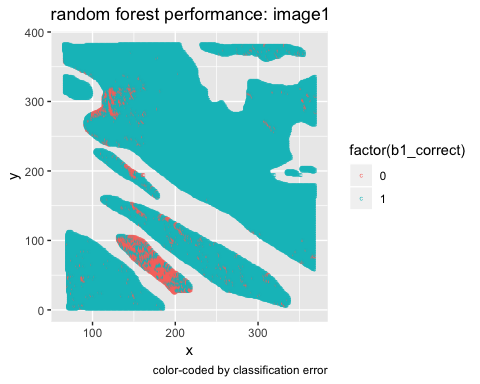 random forest performance: image1
400
300
200
100
0
y
100
200
300
x
factor(b1_correct)
0
1
color-coded by classification error